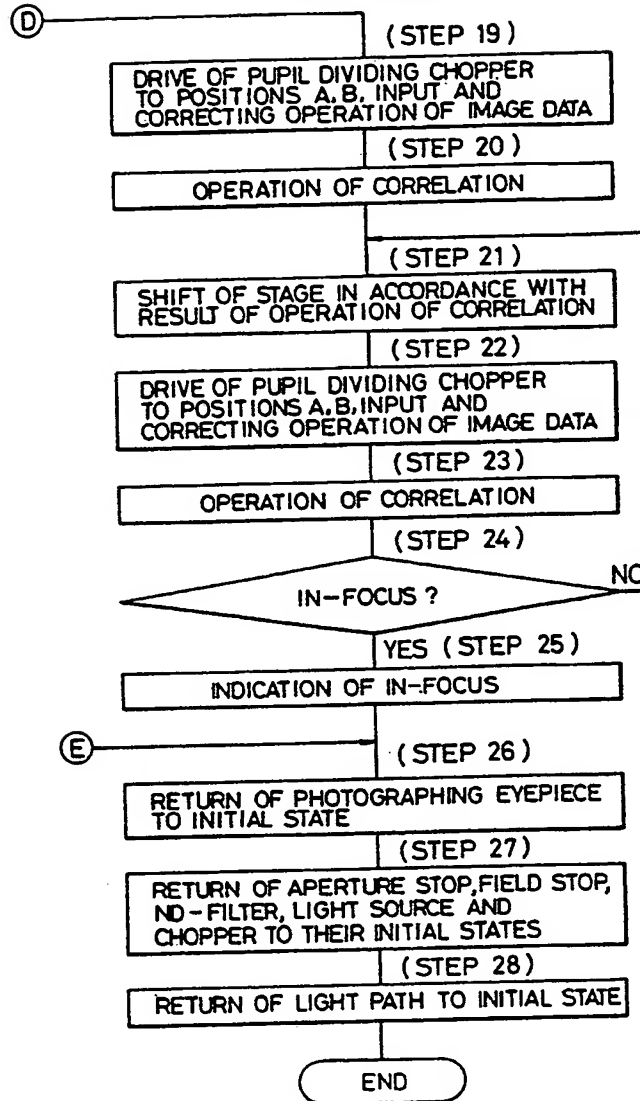 D
(STEP 19)
DRIVE OF PUPIL DIVIDING CHOPPER
TO POSITIONS A, B, INPUT AND
CORRECTING OPERATION OF IMAGE DATA
(STEP 20)
OPERATION OF CORRELATION
(STEP 21)
SHIFT OF STAGE IN ACCORDANCE WITH
RESULT OF OPERATION OF CORRELATION
(STEP 22)
DRIVE OF PUPIL DIVIDING CHOPPER
TO POSITIONS A, B, INPUT AND
CORRECTING OPERATION OF IMAGE DATA
(STEP 23)
OPERATION OF CORRELATION
(STEP 24)
IN-FOCUS ?
NO
YES (STEP 25)
INDICATION OF IN-FOCUS
E
(STEP 26)
RETURN OF PHOTOGRAPHING EYEPIECE
TO INITIAL STATE
(STEP 27)
RETURN OF APERTURE STOP, FIELD STOP,
ND-FILTER, LIGHT SOURCE AND
CHOPPER TO THEIR INITIAL STATES
(STEP 28)
RETURN OF LIGHT PATH TO INITIAL STATE
END